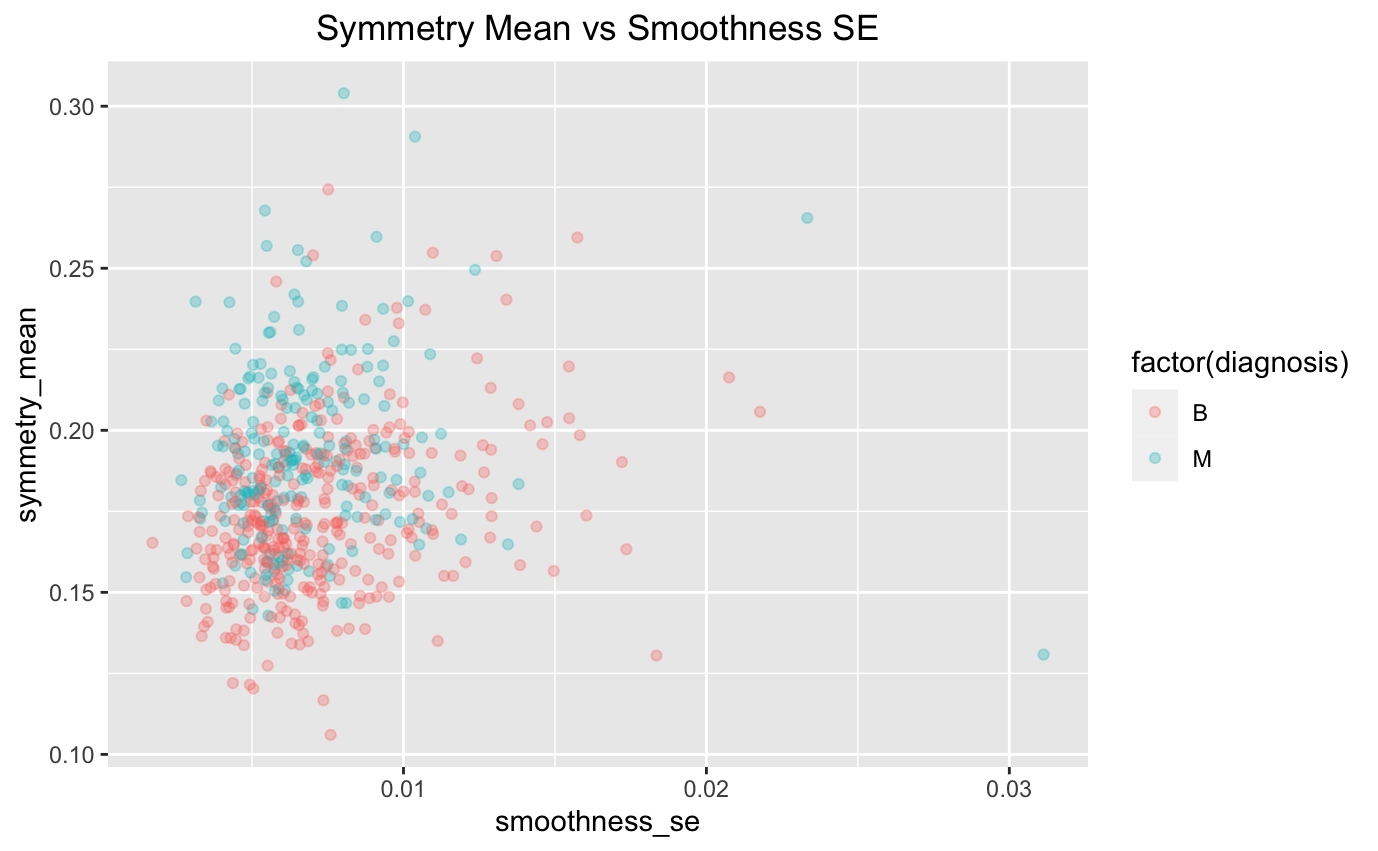 Symmetry Mean vs Smoothness SE
symmetry_mean
0.30
0.25
0.20
0.15
0.10
0.01 0.02 0.03
smoothness_se
factor(diagnosis)
B
M